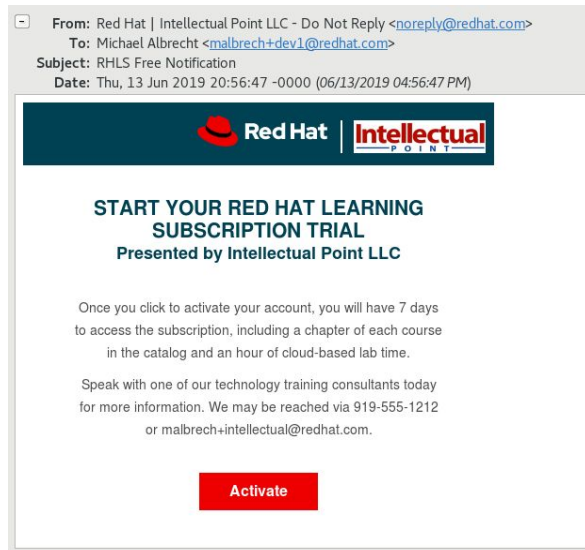 From: Red Hat | Intellectual Point LLC - Do Not Reply <noreply@redhat.com>
To: Michael Albrecht <malbrech+dev1@redhat.com>
Subject: RHLS Free Notification
Date: Thu, 13 Jun 2019 20:56:47 -0000 (06/13/2019 04:56:47 PM)
Red Hat | Intellectual
POINT
START YOUR RED HAT LEARNING
SUBSCRIPTION TRIAL
Presented by Intellectual Point LLC
Once you click to activate your account, you will have 7 days
to access the subscription, including a chapter of each course
in the catalog and an hour of cloud-based lab time.
Speak with one of our technology training consultants today
for more information. We may be reached via 919-555-1212
or malbrech+intellectual@redhat.com.
Activate